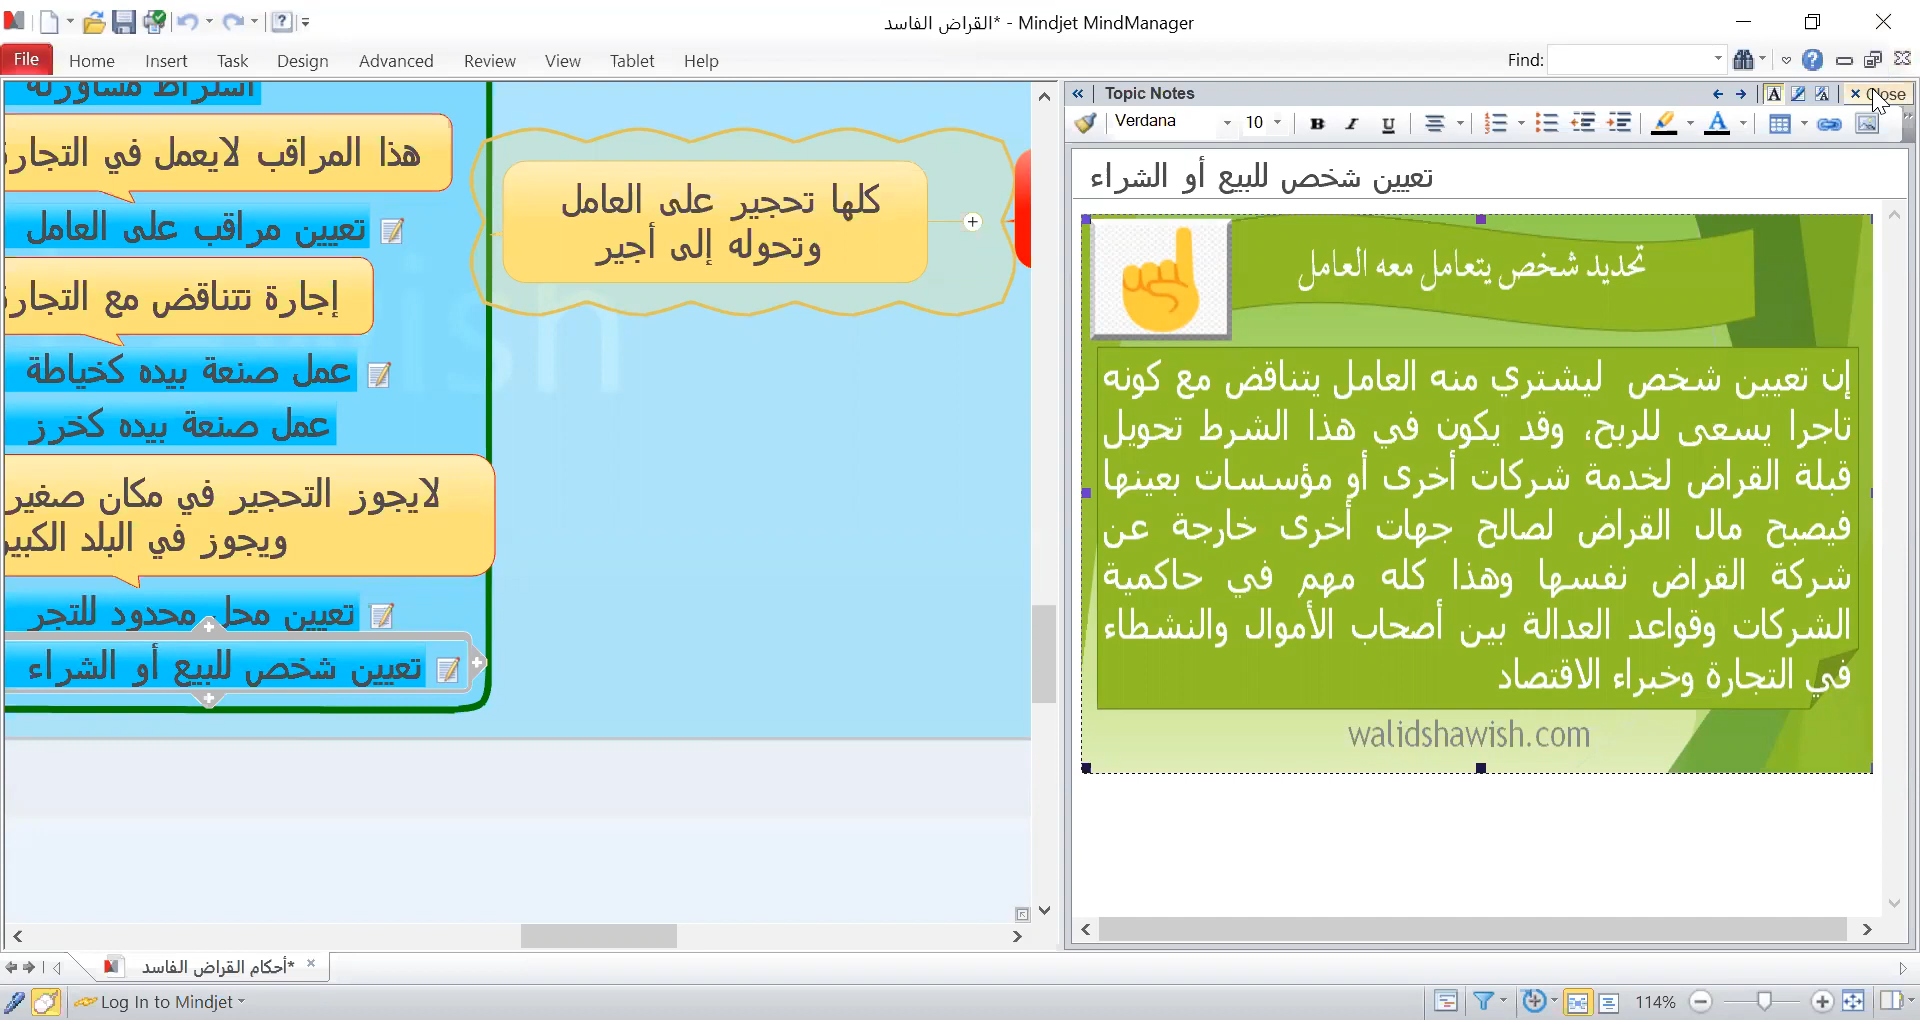 *القراض الفاسد - Mindjet MindManager
File Home Insert Task Design Advanced Review View Tablet Help
Find:
هذا المراقب لايعمل في
تعيين مراقب على العامل
إجارة تتناقض مع
عمل صنعة بيده كخياطة
عمل صنعة بيده كخرز
لايجوز التحجير في مكان صغير
ويجوز في البلد الكبير
تعيين محل محدود للتجر
تعيين شخص للبيع أو الشراء
كلها تحجير على العامل
وتحوله إلى أجير
Topic Notes
Close
Verdana 10 B I U
تعيين شخص للبيع أو الشراء
تحديد شخص يتعامل معه العامل
إن تعيين شخص ليشتري منه العامل يتناقض مع كونه
تاجرا يسعى للربح، وقد يكون في هذا الشرط تحويل
قبلة القراض لخدمة شركات أخرى أو مؤسسات بعينها
فيصبح مال القراض لصالح جهات أخرى خارجة عن
شركة القراض نفسها وهذا كله مهم في حاكمية
الشركات وقواعد العدالة بين أصحاب الأموال والنشطاء
في التجارة وخبراء الاقتصاد
walidshawish.com
*أحكام القراض الفاسد
Log In to Mindjet
114%